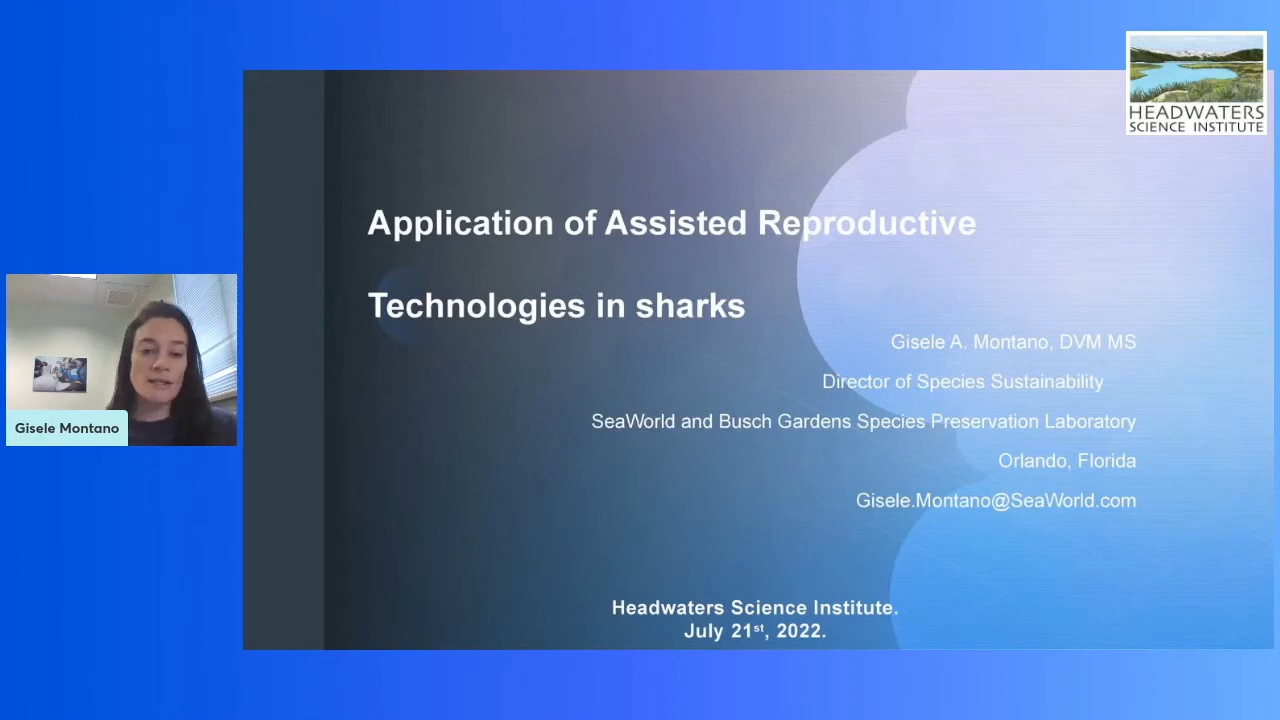 HEADWATERS
SCIENCE INSTITUTE
Application of Assisted Reproductive
Technologies in sharks
Gisele A. Montano, DVM MS
Director of Species Sustainability
SeaWorld and Busch Gardens Species Preservation Laboratory
Orlando, Florida
Gisele.Montano@SeaWorld.com
Gisele Montano
Headwaters Science Institute.
July 21st, 2022.